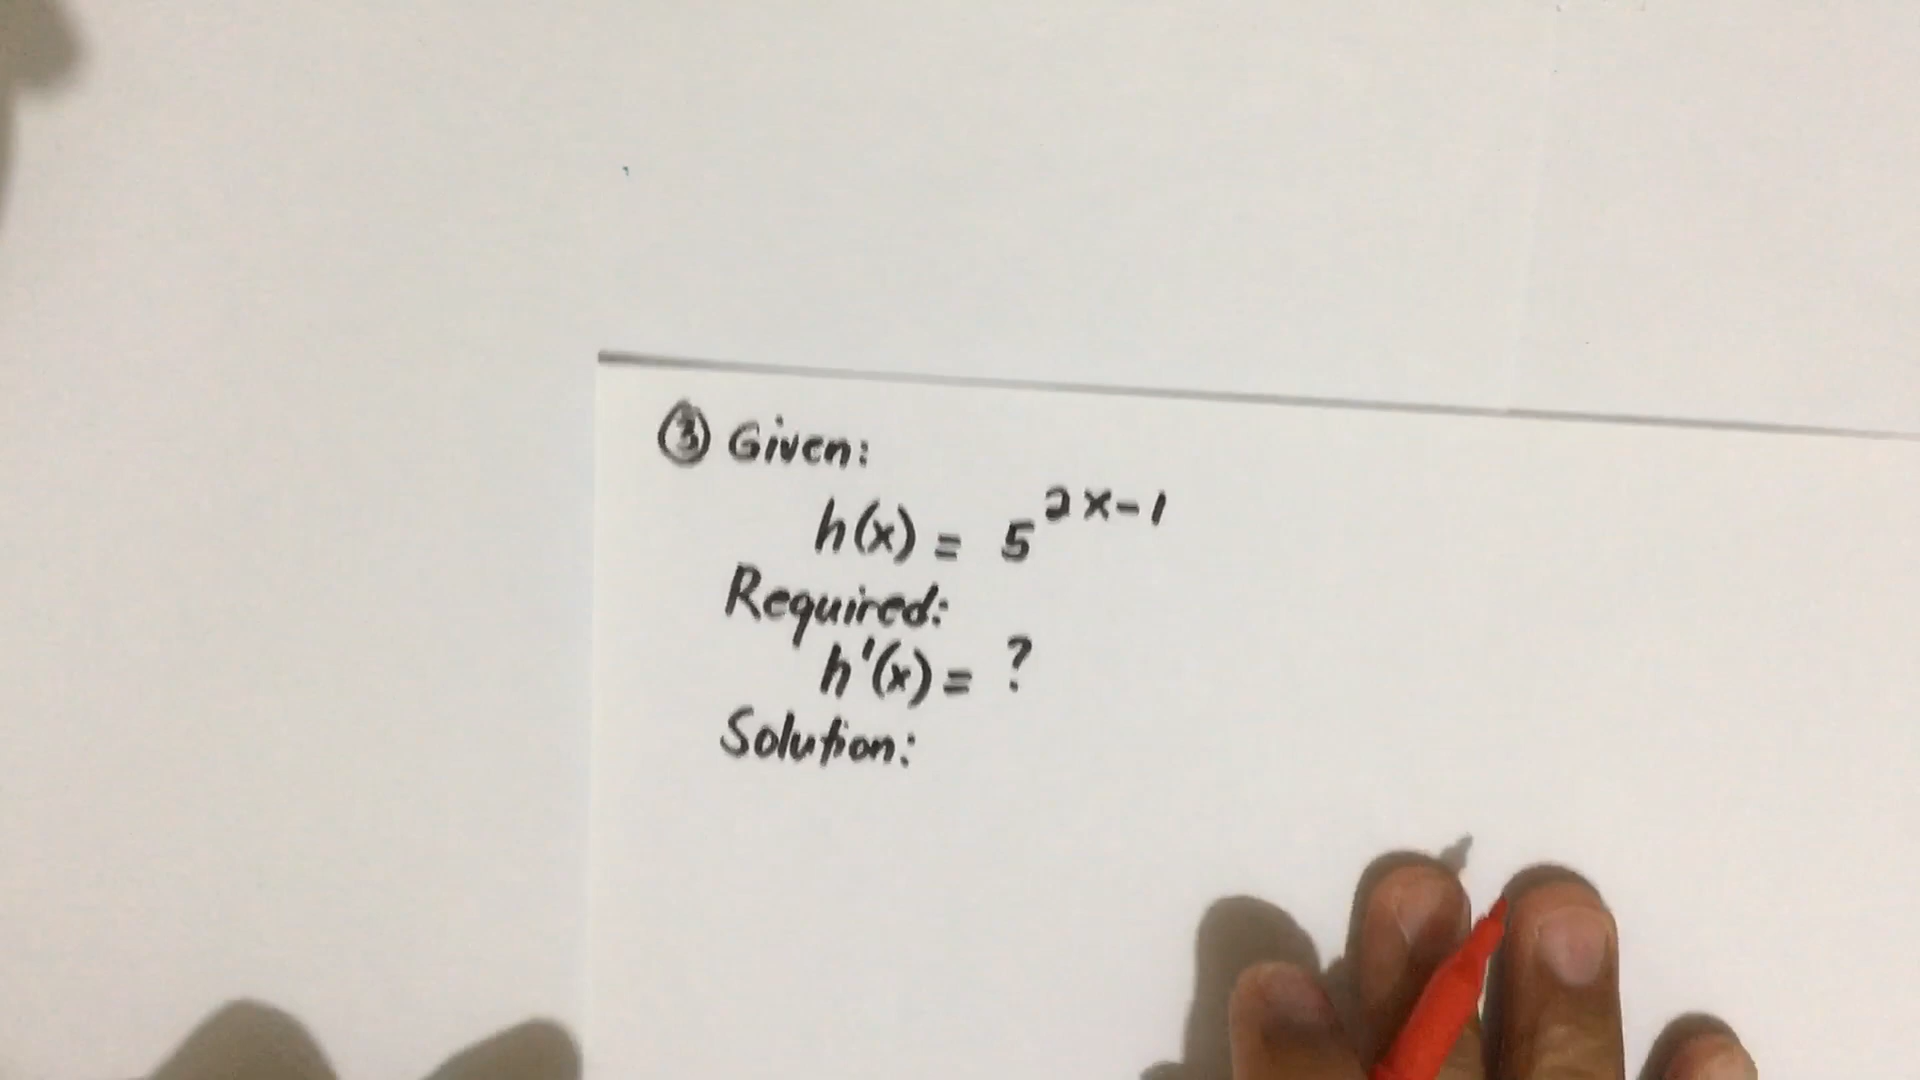 ③ Given:
h(x) = 5^{2x-1}
Required:
h'(x) = ?
Solution: